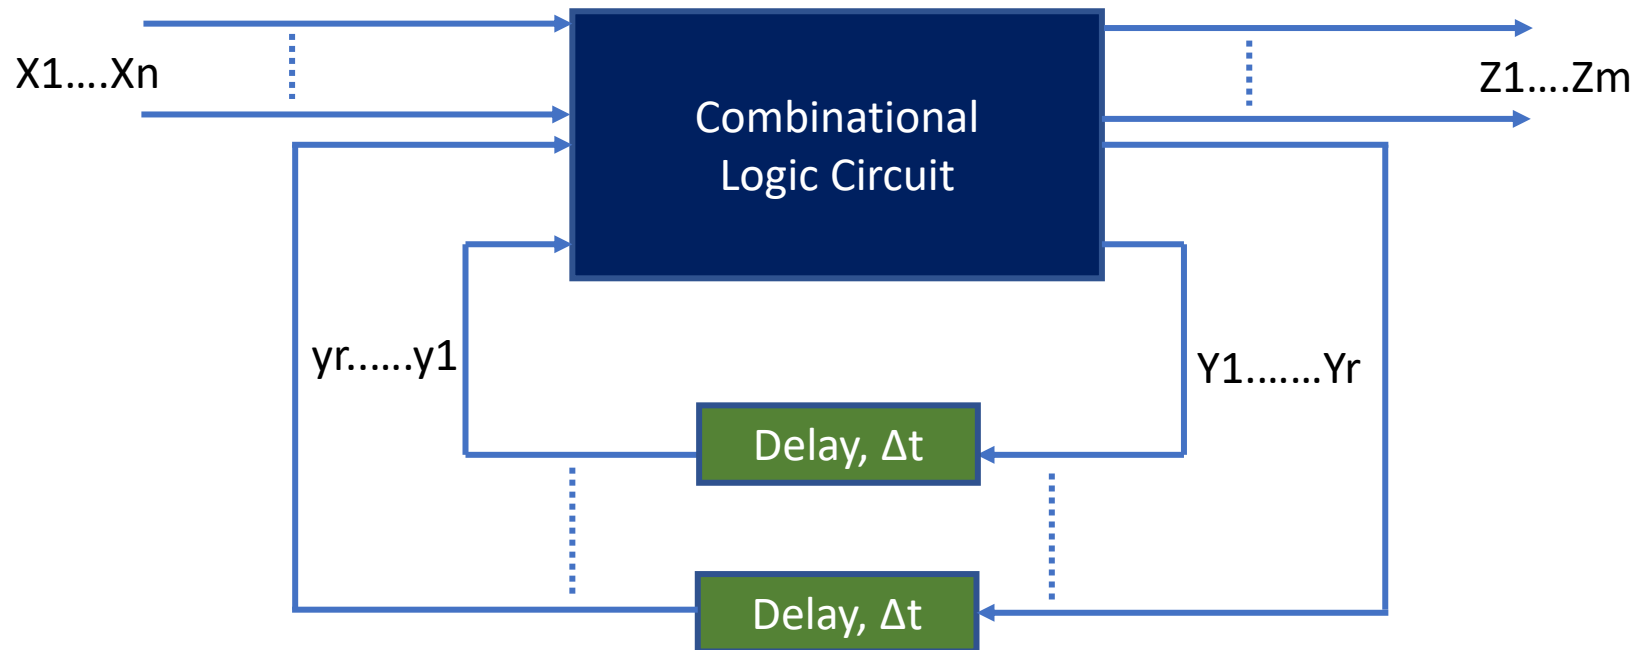 X1....Xn
Combinational
Logic Circuit
Z1....Zm
yr......y1
Y1.......Yr
Delay, Δt
Delay, Δt